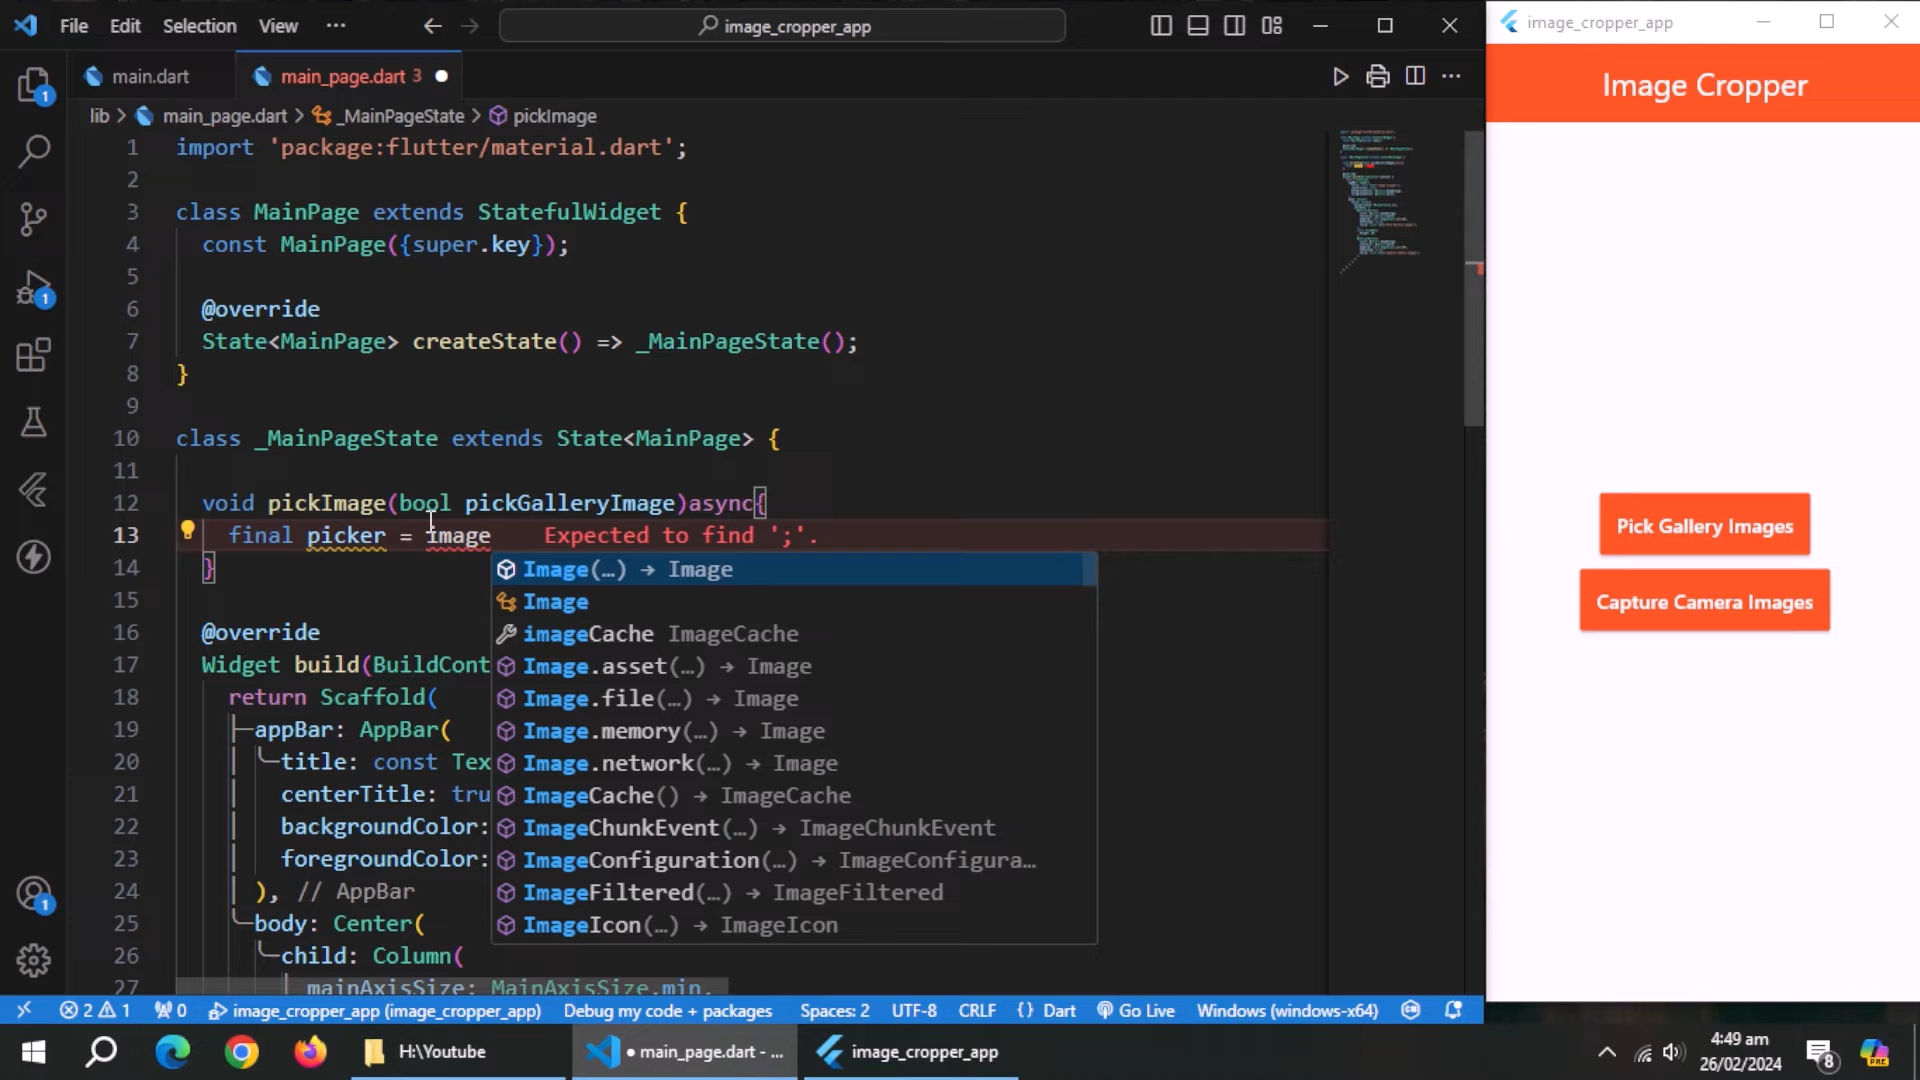 File Edit Selection View ··· image_cropper_app
main.dart main_page.dart 3
lib > main_page.dart > _MainPageState > pickImage
1 import 'package:flutter/material.dart';
2
3 class MainPage extends StatefulWidget {
4 const MainPage({super.key});
5
6 @override
7 State<MainPage> createState() => _MainPageState();
8 }
9
10 class _MainPageState extends State<MainPage> {
11
12 void pickImage(bool pickGalleryImage)async{
13 final picker = image Expected to find ';'.
14 }
15
16 @override
17 Widget build(BuildCont
18 return Scaffold(
19 appBar: AppBar(
20 title: const Tex
21 centerTitle: tru
22 backgroundColor:
23 foregroundColor:
24 ), // AppBar
25 body: Center(
26 child: Column(
27 mainAxisSize: MainAxisSize.min,
Image(…) → Image
Image
imageCache ImageCache
Image.asset(…) → Image
Image.file(…) → Image
Image.memory(…) → Image
Image.network(…) → Image
ImageCache() → ImageCache
ImageChunkEvent(…) → ImageChunkEvent
ImageConfiguration(…) → ImageConfigura…
ImageFiltered(…) → ImageFiltered
ImageIcon(…) → ImageIcon
1
1
1
2 1 0 image_cropper_app (image_cropper_app) Debug my code + packages Spaces: 2 UTF-8 CRLF {} Dart Go Live Windows (windows-x64)
image_cropper_app
Image Cropper
Pick Gallery Images
Capture Camera Images
H:\Youtube ● main_page.dart - ... image_cropper_app
4:49 am
26/02/2024
8
PRE